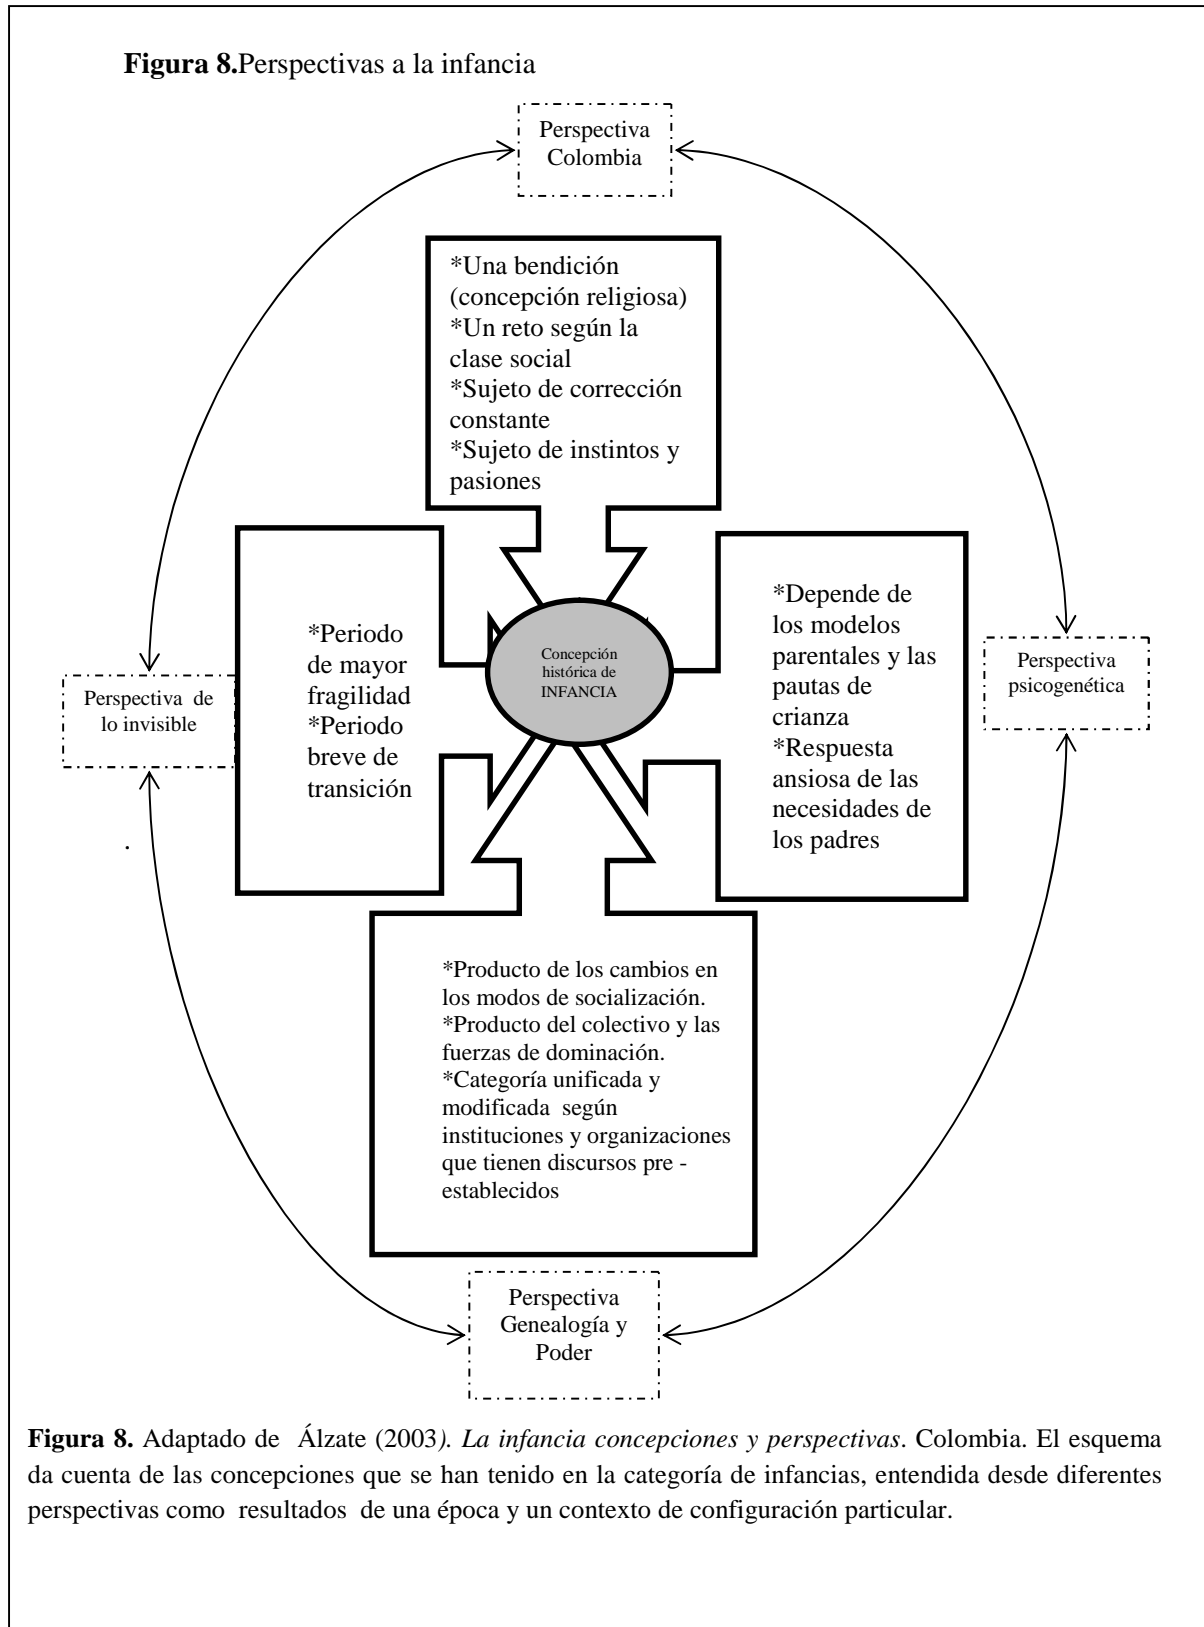 Figura 8.Perspectivas a la infancia
Perspectiva
Colombia
*Una bendición
(concepción religiosa)
*Un reto según la
clase social
*Sujeto de corrección
constante
*Sujeto de instintos y
pasiones
Perspectiva de
lo invisible
*Periodo
de mayor
fragilidad
*Periodo
breve de
transición
Concepción
histórica de
INFANCIA
*Depende de
los modelos
parentales y las
pautas de
crianza
*Respuesta
ansiosa de las
necesidades de
los padres
Perspectiva
psicogenética
.
*Producto de los cambios en
los modos de socialización.
*Producto del colectivo y las
fuerzas de dominación.
*Categoría unificada y
modificada según
instituciones y organizaciones
que tienen discursos pre -
establecidos
Perspectiva
Genealogía y
Poder
Figura 8. Adaptado de Álzate (2003). La infancia concepciones y perspectivas. Colombia. El esquema
da cuenta de las concepciones que se han tenido en la categoría de infancias, entendida desde diferentes
perspectivas como resultados de una época y un contexto de configuración particular.